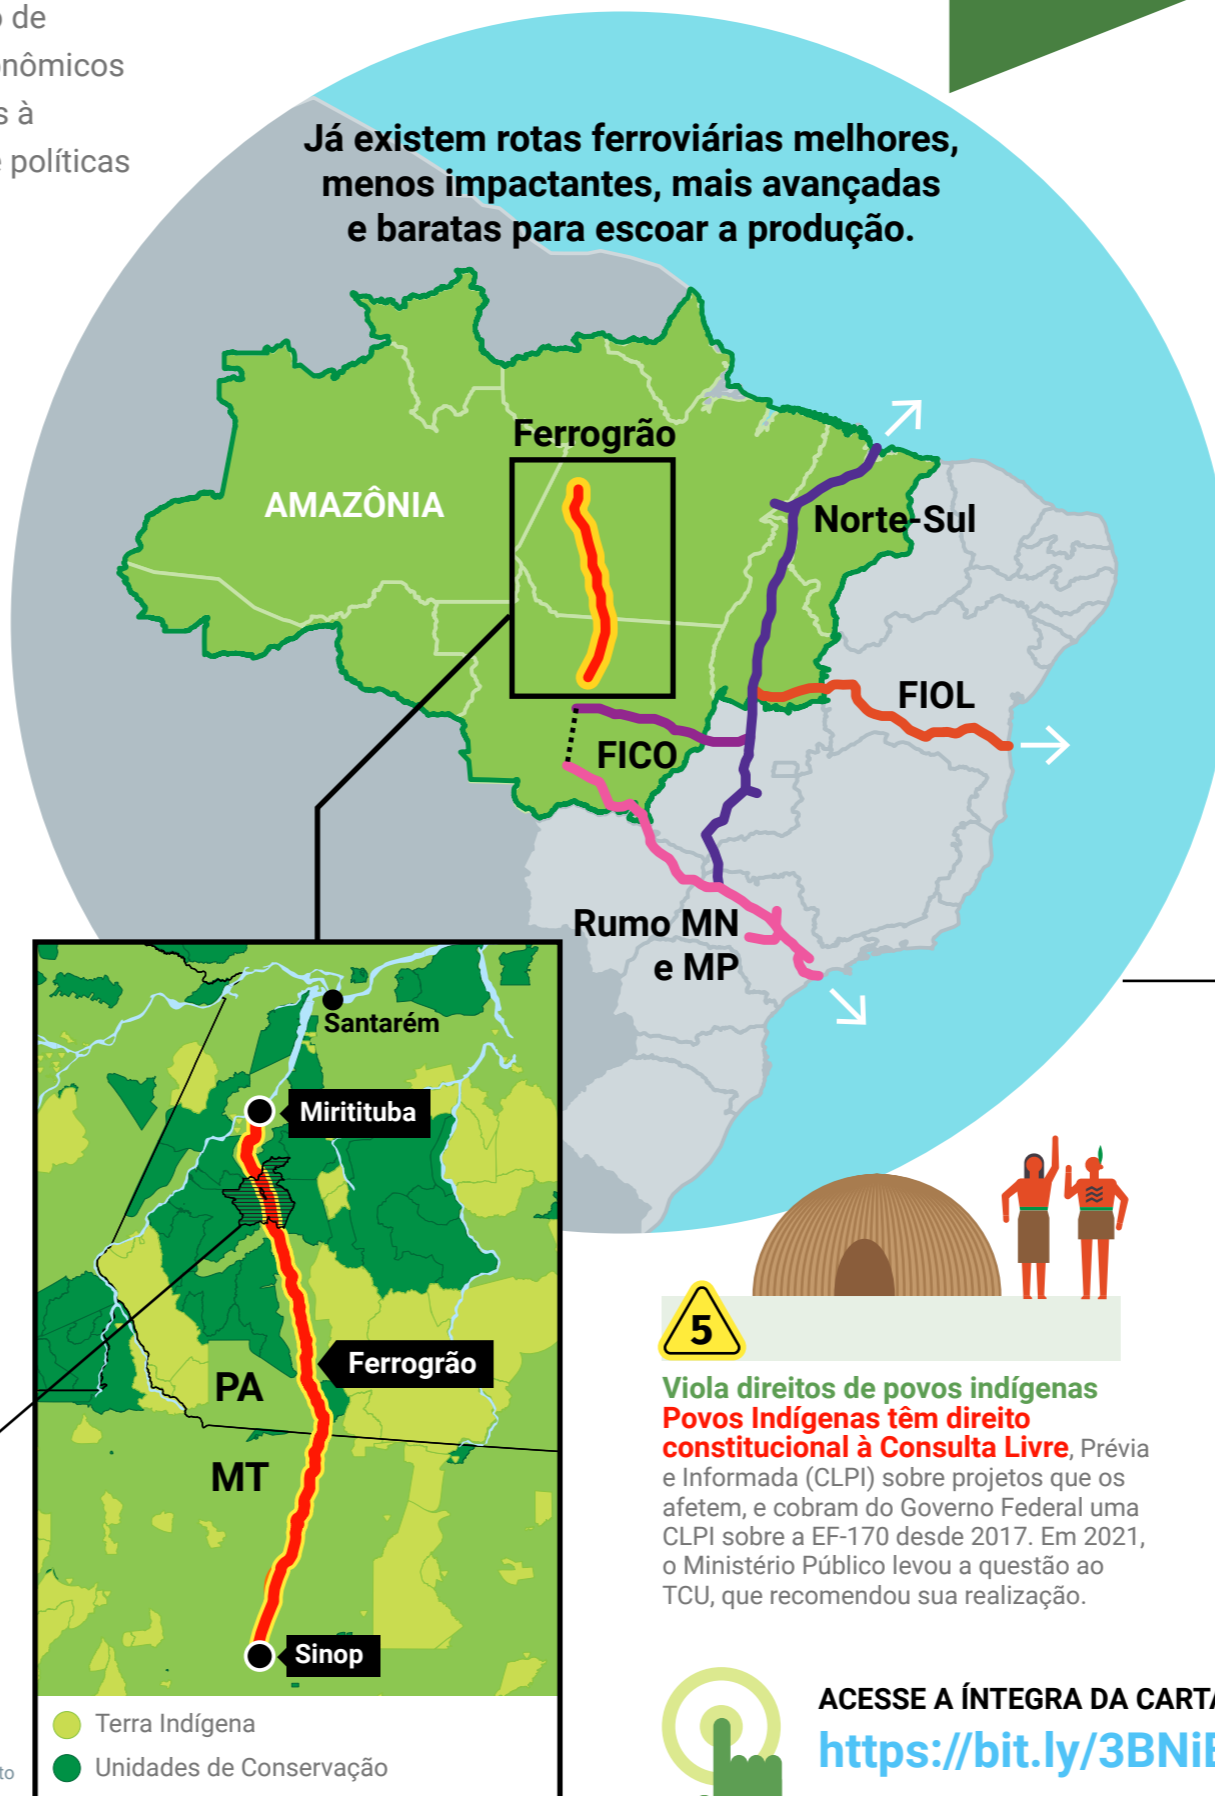 de
nômicos
s à
políticas
Já existem rotas ferroviárias melhores,
menos impactantes, mais avançadas
e baratas para escoar a produção.
Ferrogrão
AMAZÔNIA
Norte-Sul
FIOL
FICO
Rumo MN
e MP
Santarém
Miritituba
Ferrogrão
PA
MT
Sinop
Terra Indígena
Unidades de Conservação
to
5
Viola direitos de povos indígenas
Povos Indígenas têm direito
constitucional à Consulta Livre, Prévia
e Informada (CLPI) sobre projetos que os
afetem, e cobram do Governo Federal uma
CLPI sobre a EF-170 desde 2017. Em 2021,
o Ministério Público levou a questão ao
TCU, que recomendou sua realização.
ACESSE A ÍNTEGRA DA CARTA
https://bit.ly/3BNiE